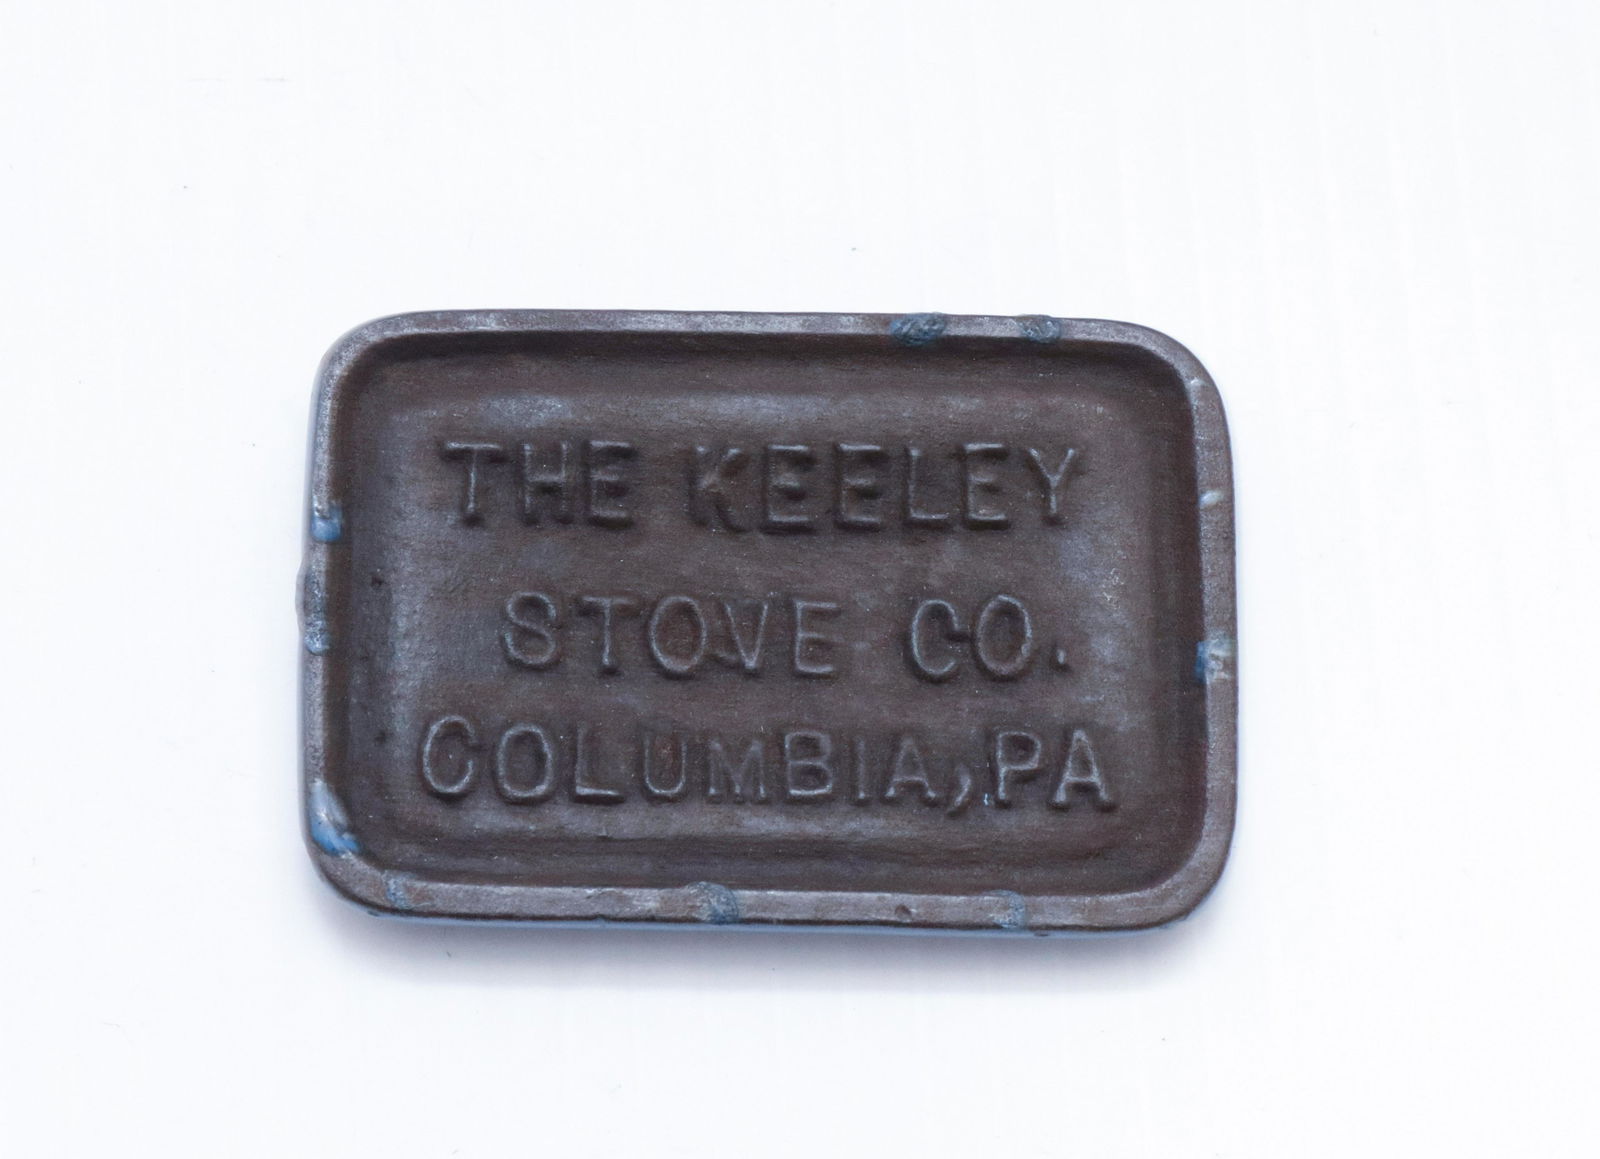 THE KEELEY
STOVE CO.
COLUMBIA, PA